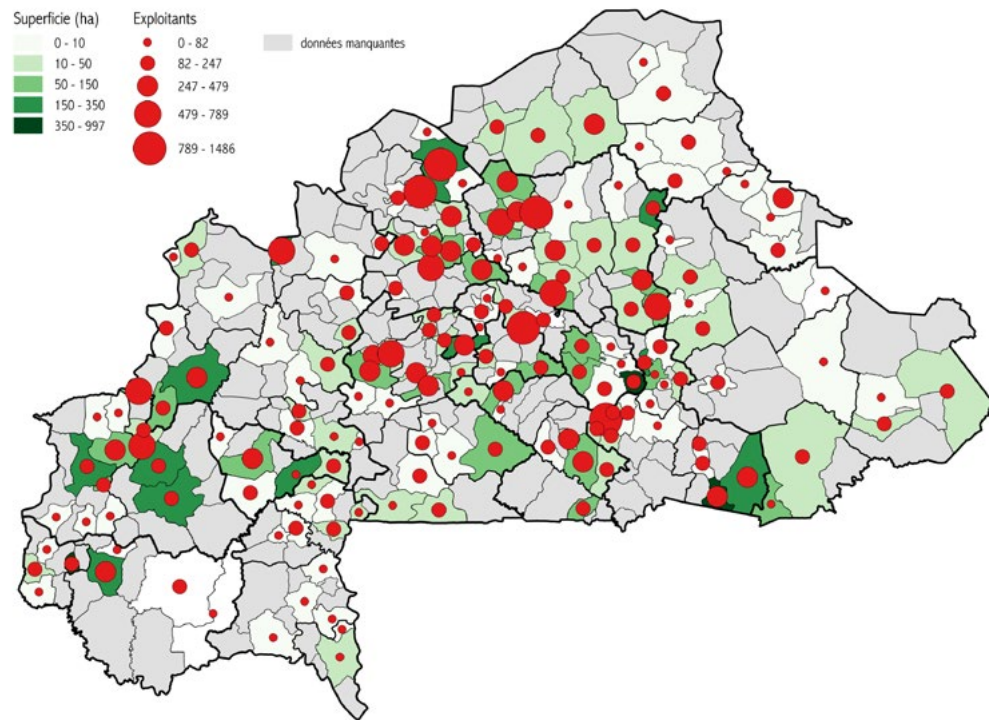 Superficie (ha)
0 - 10
10 - 50
50 - 150
150 - 350
350 - 997
Exploitants
0 - 82
82 - 247
247 - 479
479 - 789
789 - 1486
données manquantes